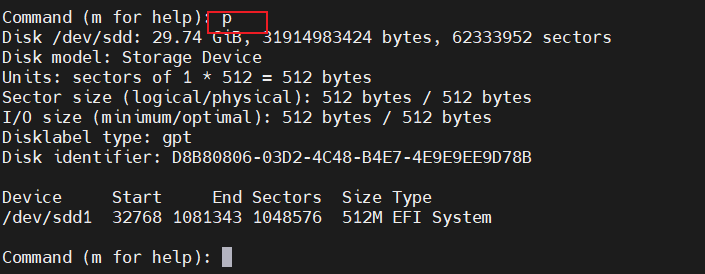 Command (m for help): p
Disk /dev/sdd: 29.74 GiB, 31914983424 bytes, 62333952 sectors
Disk model: Storage Device
Units: sectors of 1 * 512 = 512 bytes
Sector size (logical/physical): 512 bytes / 512 bytes
I/O size (minimum/optimal): 512 bytes / 512 bytes
Disklabel type: gpt
Disk identifier: D8B80806-03D2-4C48-B4E7-4E9E9EE9D78B
Device     Start     End Sectors  Size Type
/dev/sdd1  32768 1081343 1048576  512M EFI System
Command (m for help):